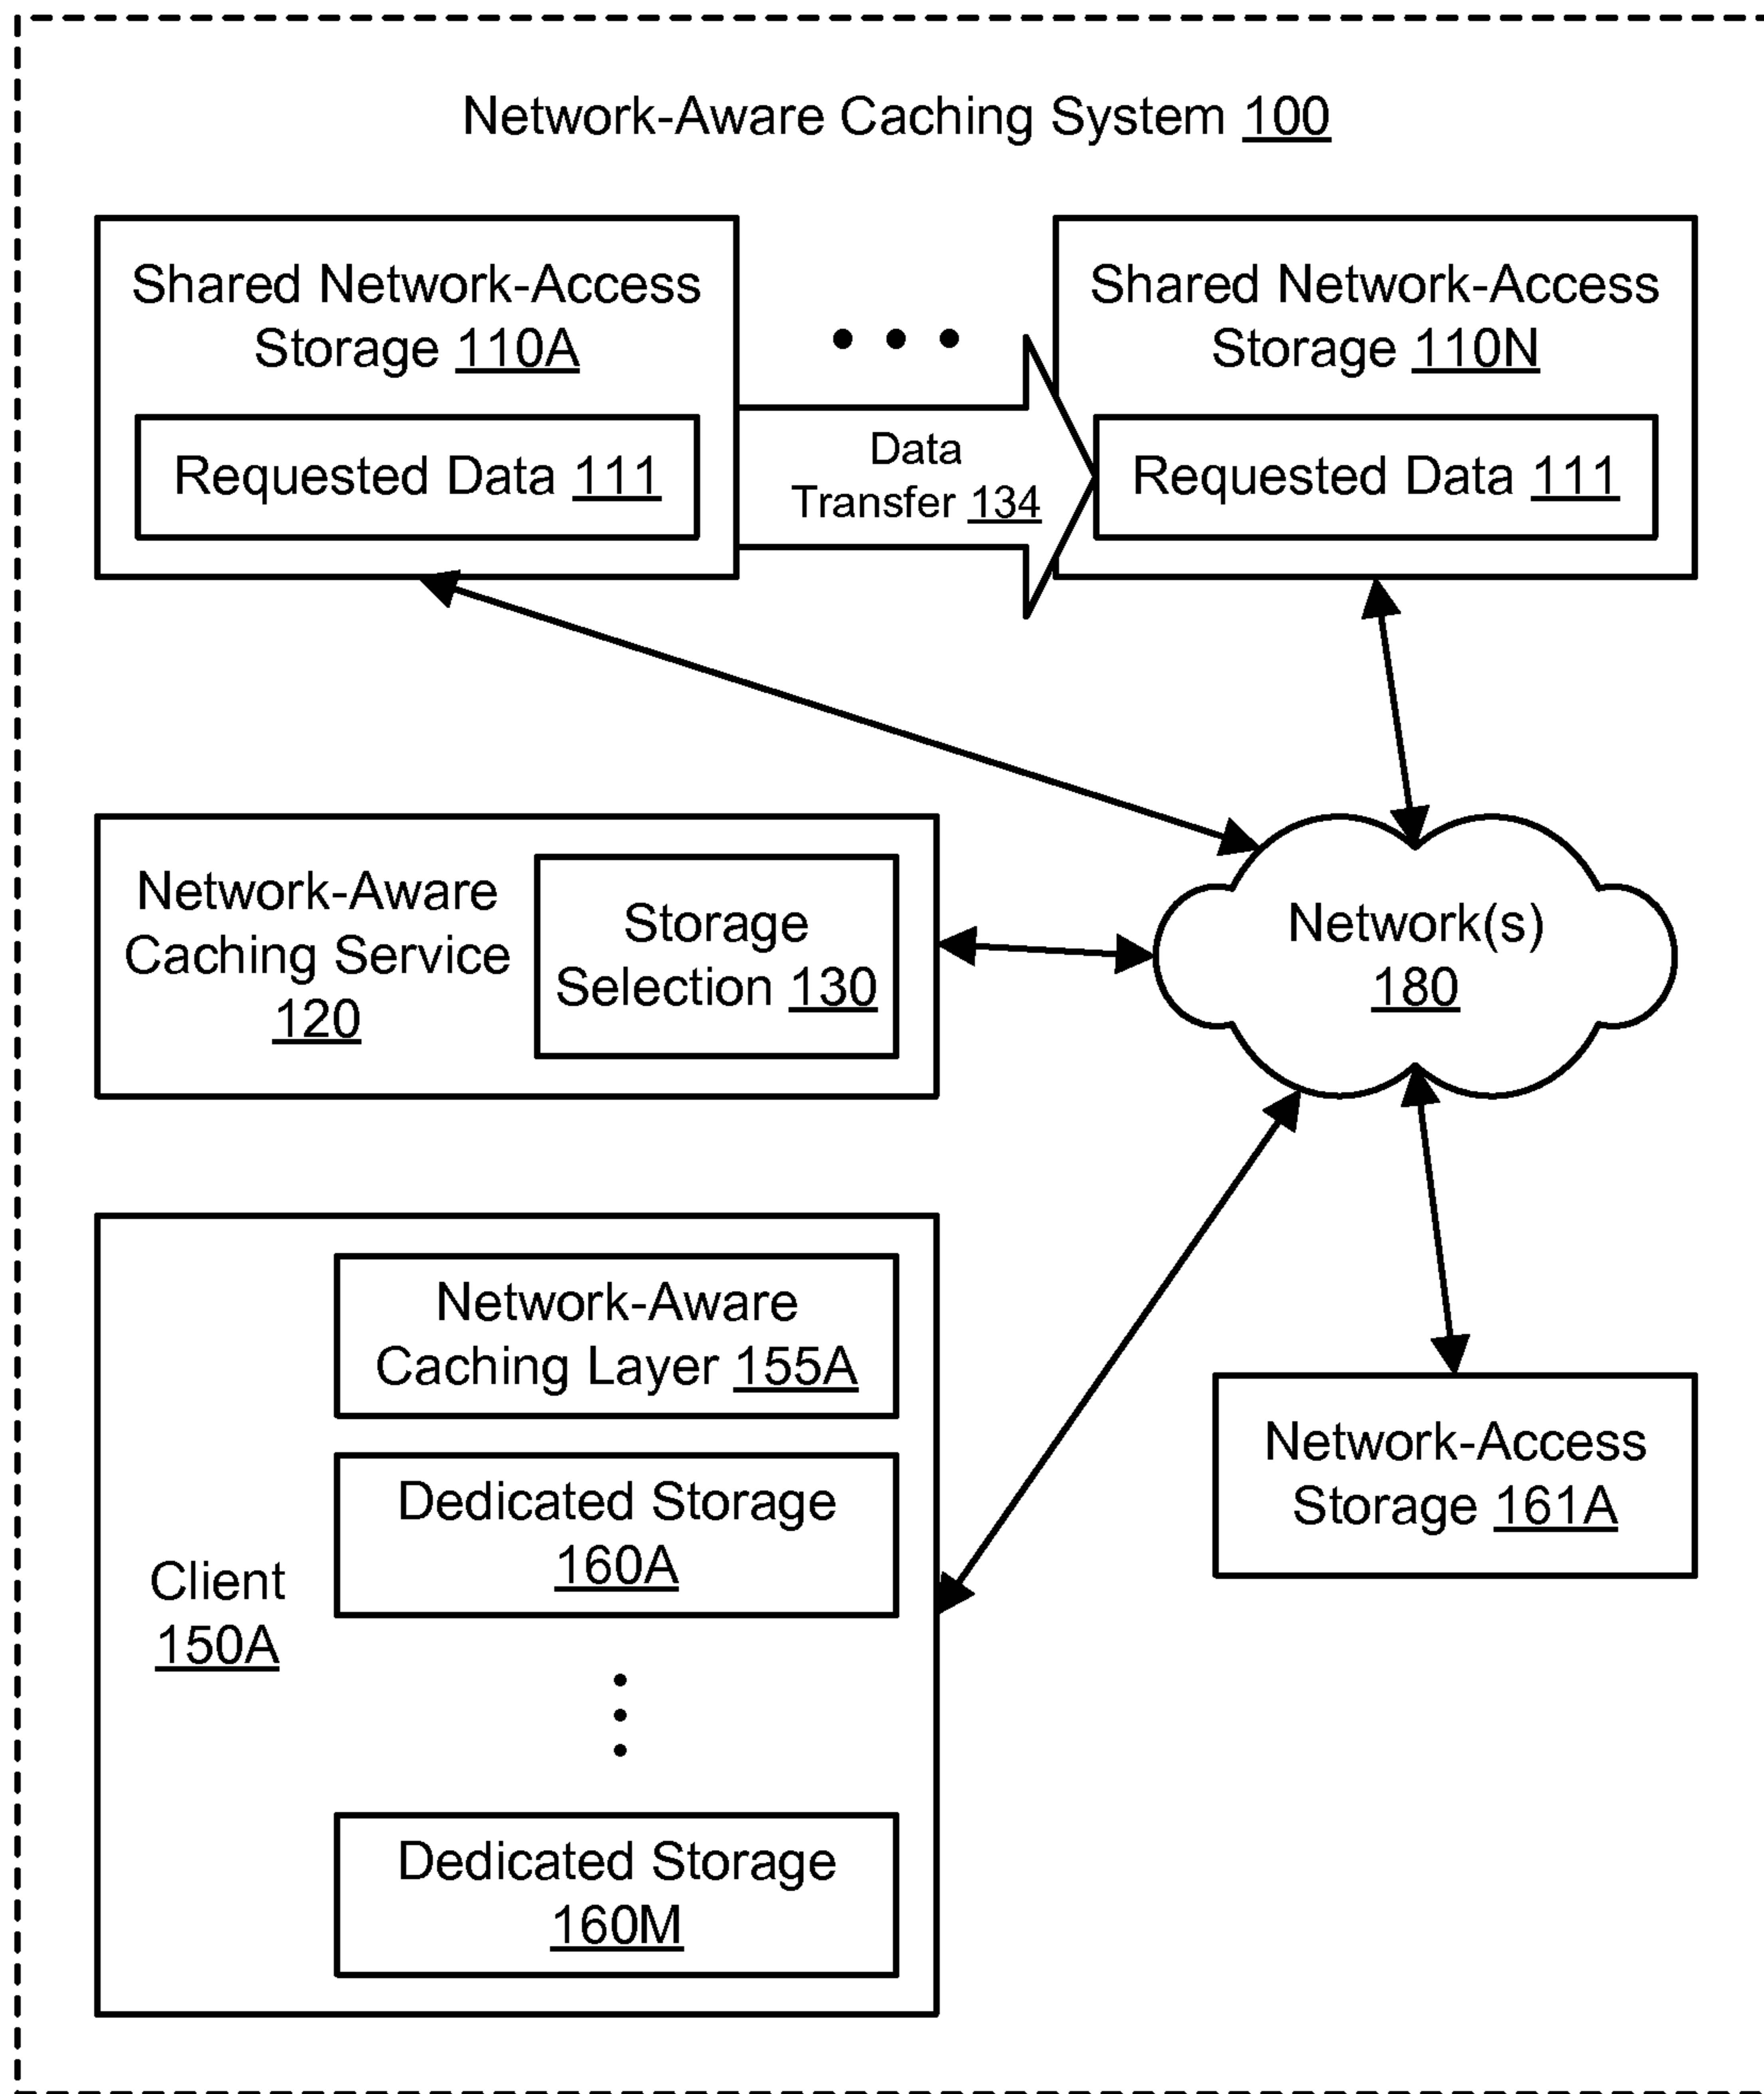 Network-Aware Caching System 100
Shared Network-Access
Storage 110A
Requested Data 111
Data
Transfer 134
Shared Network-Access
Storage 110N
Requested Data 111
Network-Aware
Caching Service
120
Storage
Selection 130
Network(s)
180
Client
150A
Network-Aware
Caching Layer 155A
Dedicated Storage
160A
Dedicated Storage
160M
Network-Access
Storage 161A